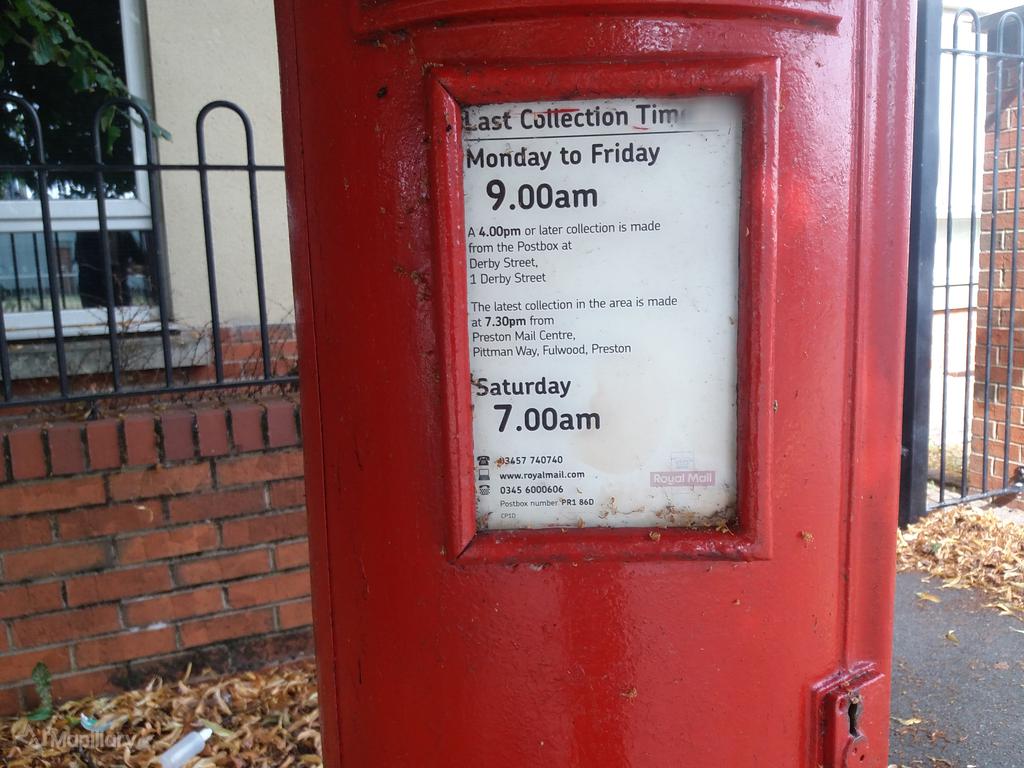 Last Collection Time
Monday to Friday
9.00am
A 4.00pm or later collection is made
from the Postbox at
Derby Street,
1 Derby Street
The latest collection in the area is made
at 7.30pm from
Preston Mail Centre,
Pittman Way, Fulwood, Preston
Saturday
7.00am
03457 740740
www.royalmail.com
0345 6000606
Postbox number PR1 86D
CP1D
Royal Mail
Mapillary